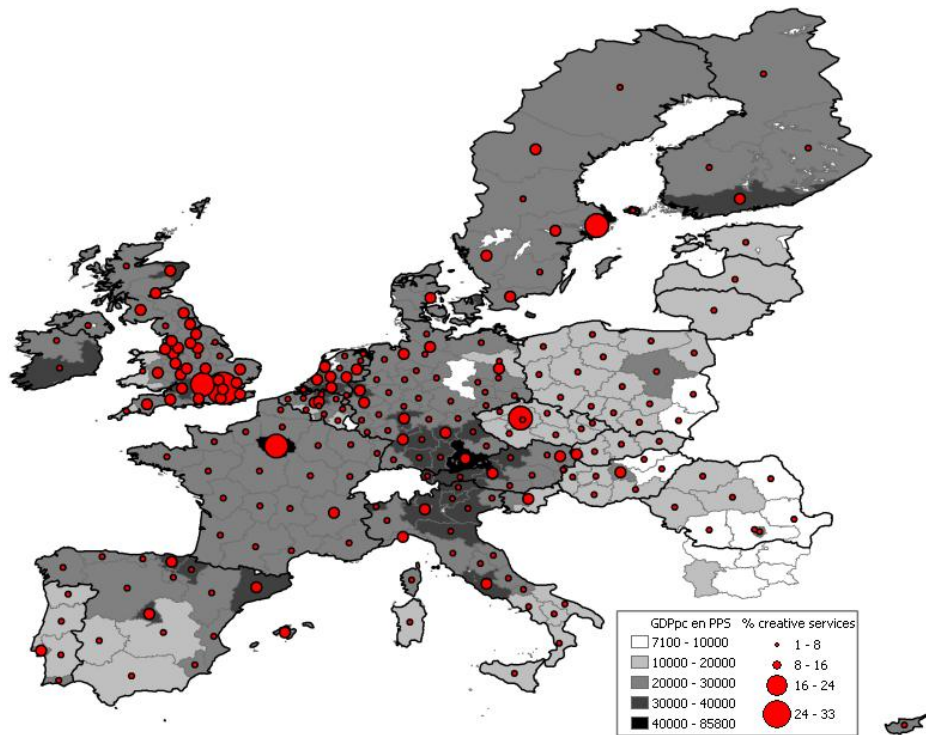 GDPpc en PPS % creative services
7100 - 10000 1 - 8
10000 - 20000 8 - 16
20000 - 30000 16 - 24
30000 - 40000 24 - 33
40000 - 85800